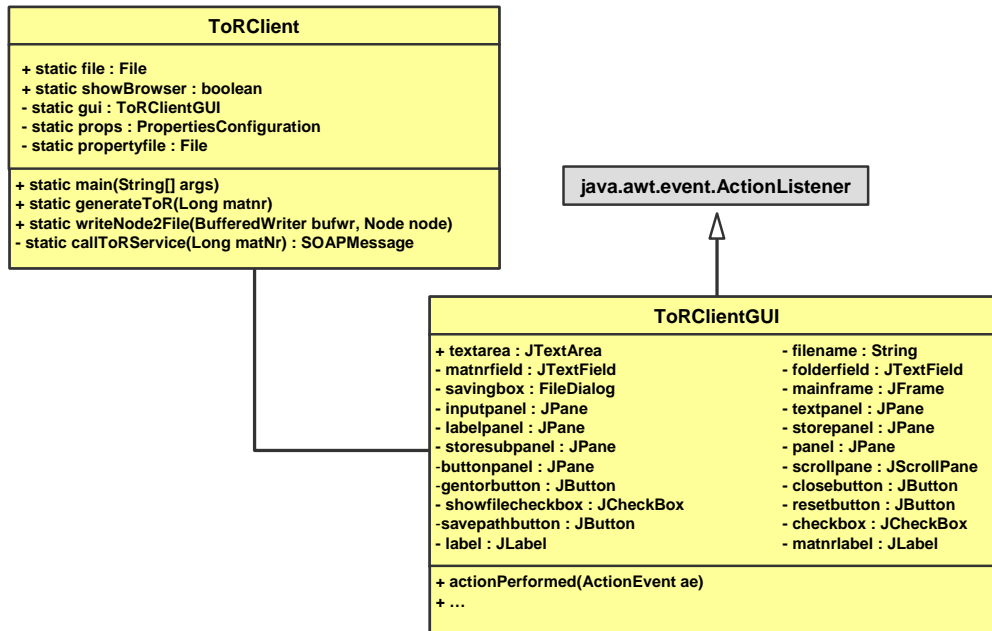 ToRClient
+ static file : File
+ static showBrowser : boolean
- static gui : ToRClientGUI
- static props : PropertiesConfiguration
- static propertyfile : File
+ static main(String[] args)
+ static generateToR(Long matnr)
+ static writeNode2File(BufferedWriter bufwr, Node node)
- static callToRService(Long matNr) : SOAPMessage
java.awt.event.ActionListener
ToRClientGUI
+ textarea : JTextArea
- matnrfield : JTextField
- savingbox : FileDialog
- inputpanel : JPane
- labelpanel : JPane
- storesubpanel : JPane
-buttonpanel : JPane
-gentorbutton : JButton
- showfilecheckbox : JCheckBox
-savepathbutton : JButton
- label : JLabel
- filename : String
- folderfield : JTextField
- mainframe : JFrame
- textpanel : JPane
- storepanel : JPane
- panel : JPane
- scrollpane : JScrollPane
- closebutton : JButton
- resetbutton : JButton
- checkbox : JCheckBox
- matnrlabel : JLabel
+ actionPerformed(ActionEvent ae)
+ ...